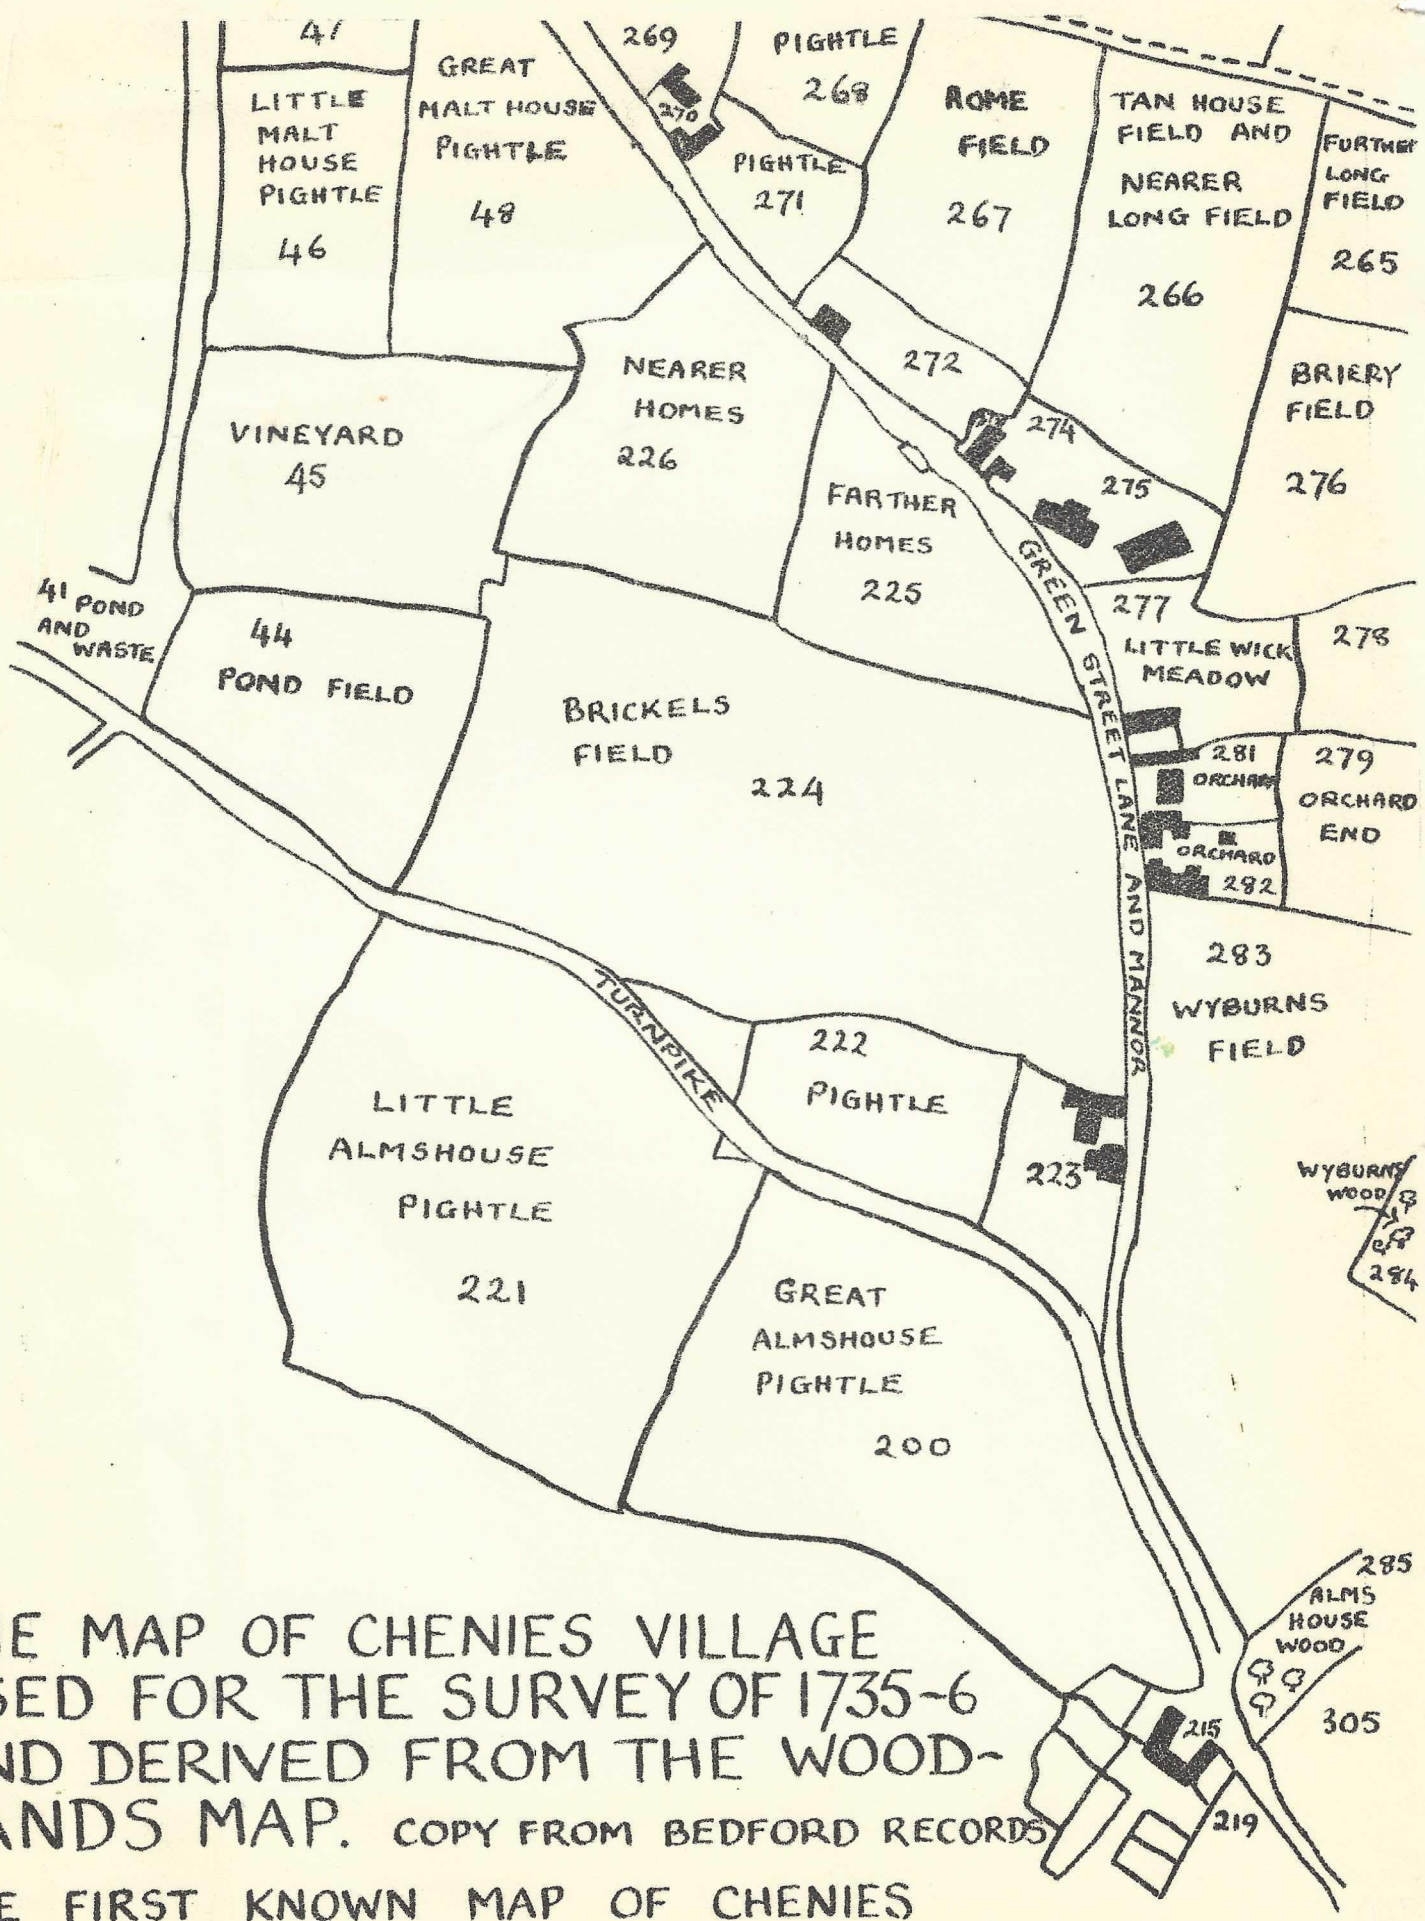 47
LITTLE
MALT
HOUSE
PIGHTLE
46
GREAT
MALT HOUSE
PIGHTLE
48
269
270
PIGHTLE
268
PIGHTLE
271
ROME
FIELD
267
TAN HOUSE
FIELD AND
NEARER
LONG FIELD
266
FURTHER
LONG
FIELD
265
VINEYARD
45
NEARER
HOMES
226
272
274
275
BRIERY
FIELD
276
FARTHER
HOMES
225
41 POND
AND
WASTE
44
POND FIELD
BRICKELS
FIELD
224
GREEN STREET LANE AND MANNOR
277
LITTLE WICK
MEADOW
278
281
ORCHARD
279
ORCHARD
END
ORCHARD
282
283
WYBURNS
FIELD
TURNPIKE
222
PIGHTLE
223
WYBURNS
WOOD
284
LITTLE
ALMSHOUSE
PIGHTLE
221
GREAT
ALMSHOUSE
PIGHTLE
200
285
ALMS
HOUSE
WOOD
305
215
219
E MAP OF CHENIES VILLAGE
SED FOR THE SURVEY OF 1735-6
ND DERIVED FROM THE WOOD-
ANDS MAP. COPY FROM BEDFORD RECORDS
E FIRST KNOWN MAP OF CHENIES